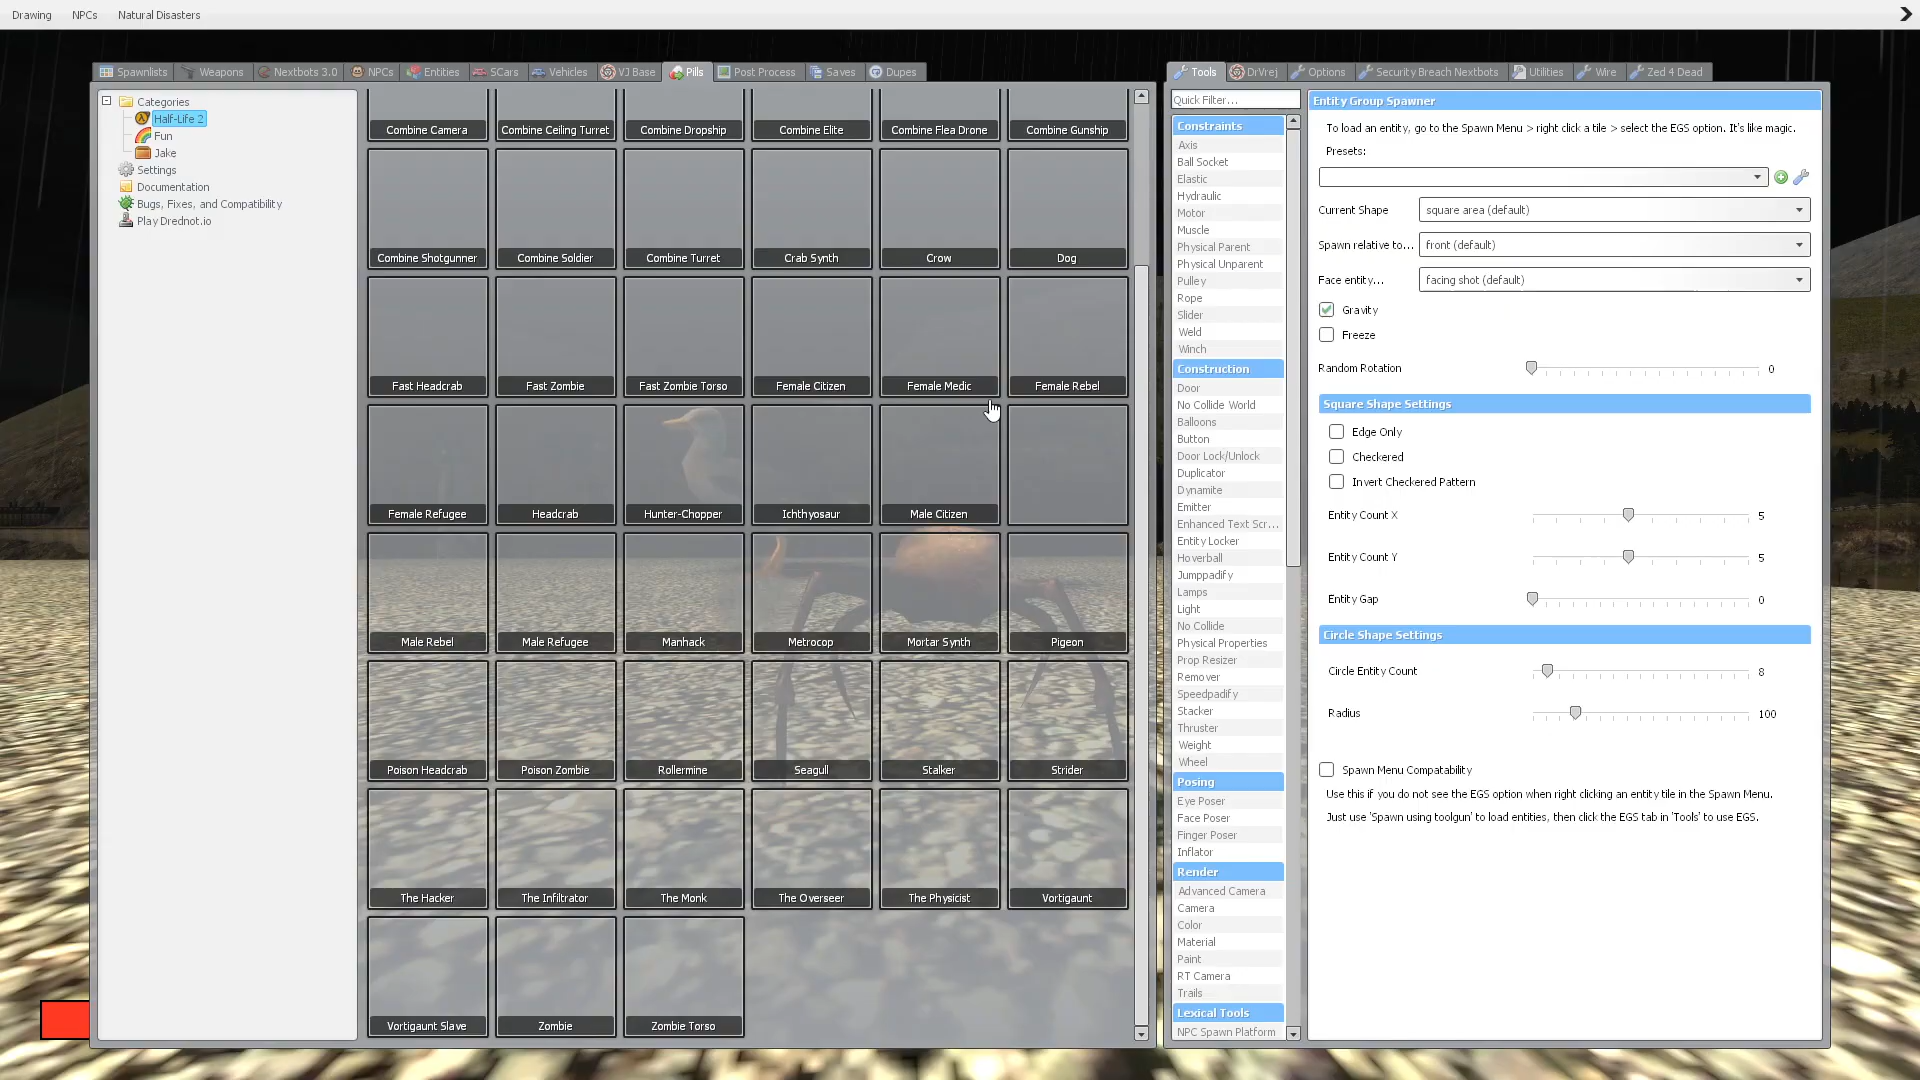 Drawing NPCs Natural Disasters
Spawnlists Weapons Nextbots 3.0 NPCs Entities SCars Vehicles VJ Base Pills Post Process Saves Dupes
Categories
Half-Life 2
Fun
Jake
Settings
Documentation
Bugs, Fixes, and Compatibility
Play Drednot.io
Combine Camera Combine Ceiling Turret Combine Dropship Combine Elite Combine Flea Drone Combine Gunship
Combine Shotgunner Combine Soldier Combine Turret Crab Synth Crow Dog
Fast Headcrab Fast Zombie Fast Zombie Torso Female Citizen Female Medic Female Rebel
Female Refugee Headcrab Hunter-Chopper Ichthyosaur Male Citizen
Male Rebel Male Refugee Manhack Metrocop Mortar Synth Pigeon
Poison Headcrab Poison Zombie Rollermine Seagull Stalker Strider
The Hacker The Infiltrator The Monk The Overseer The Physicist Vortigaunt
Vortigaunt Slave Zombie Zombie Torso
Tools DrVrej Options Security Breach Nextbots Utilities Wire Zed 4 Dead
Quick Filter...
Constraints
Axis
Ball Socket
Elastic
Hydraulic
Motor
Muscle
Physical Parent
Physical Unparent
Pulley
Rope
Slider
Weld
Winch
Construction
Door
No Collide World
Balloons
Button
Door Lock/Unlock
Duplicator
Dynamite
Emitter
Enhanced Text Scr...
Entity Locker
Hoverball
Jumppadify
Lamps
Light
No Collide
Physical Properties
Prop Resizer
Remover
Speedpadify
Stacker
Thruster
Weight
Wheel
Posing
Eye Poser
Face Poser
Finger Poser
Inflator
Render
Advanced Camera
Camera
Color
Material
Paint
RT Camera
Trails
Lexical Tools
NPC Spawn Platform
Entity Group Spawner
To load an entity, go to the Spawn Menu > right click a tile > select the EGS option. It's like magic.
Presets:
Current Shape square area (default)
Spawn relative to... front (default)
Face entity... facing shot (default)
Gravity
Freeze
Random Rotation 0
Square Shape Settings
Edge Only
Checkered
Invert Checkered Pattern
Entity Count X 5
Entity Count Y 5
Entity Gap 0
Circle Shape Settings
Circle Entity Count 8
Radius 100
Spawn Menu Compatability
Use this if you do not see the EGS option when right clicking an entity tile in the Spawn Menu.
Just use 'Spawn using toolgun' to load entities, then click the EGS tab in 'Tools' to use EGS.